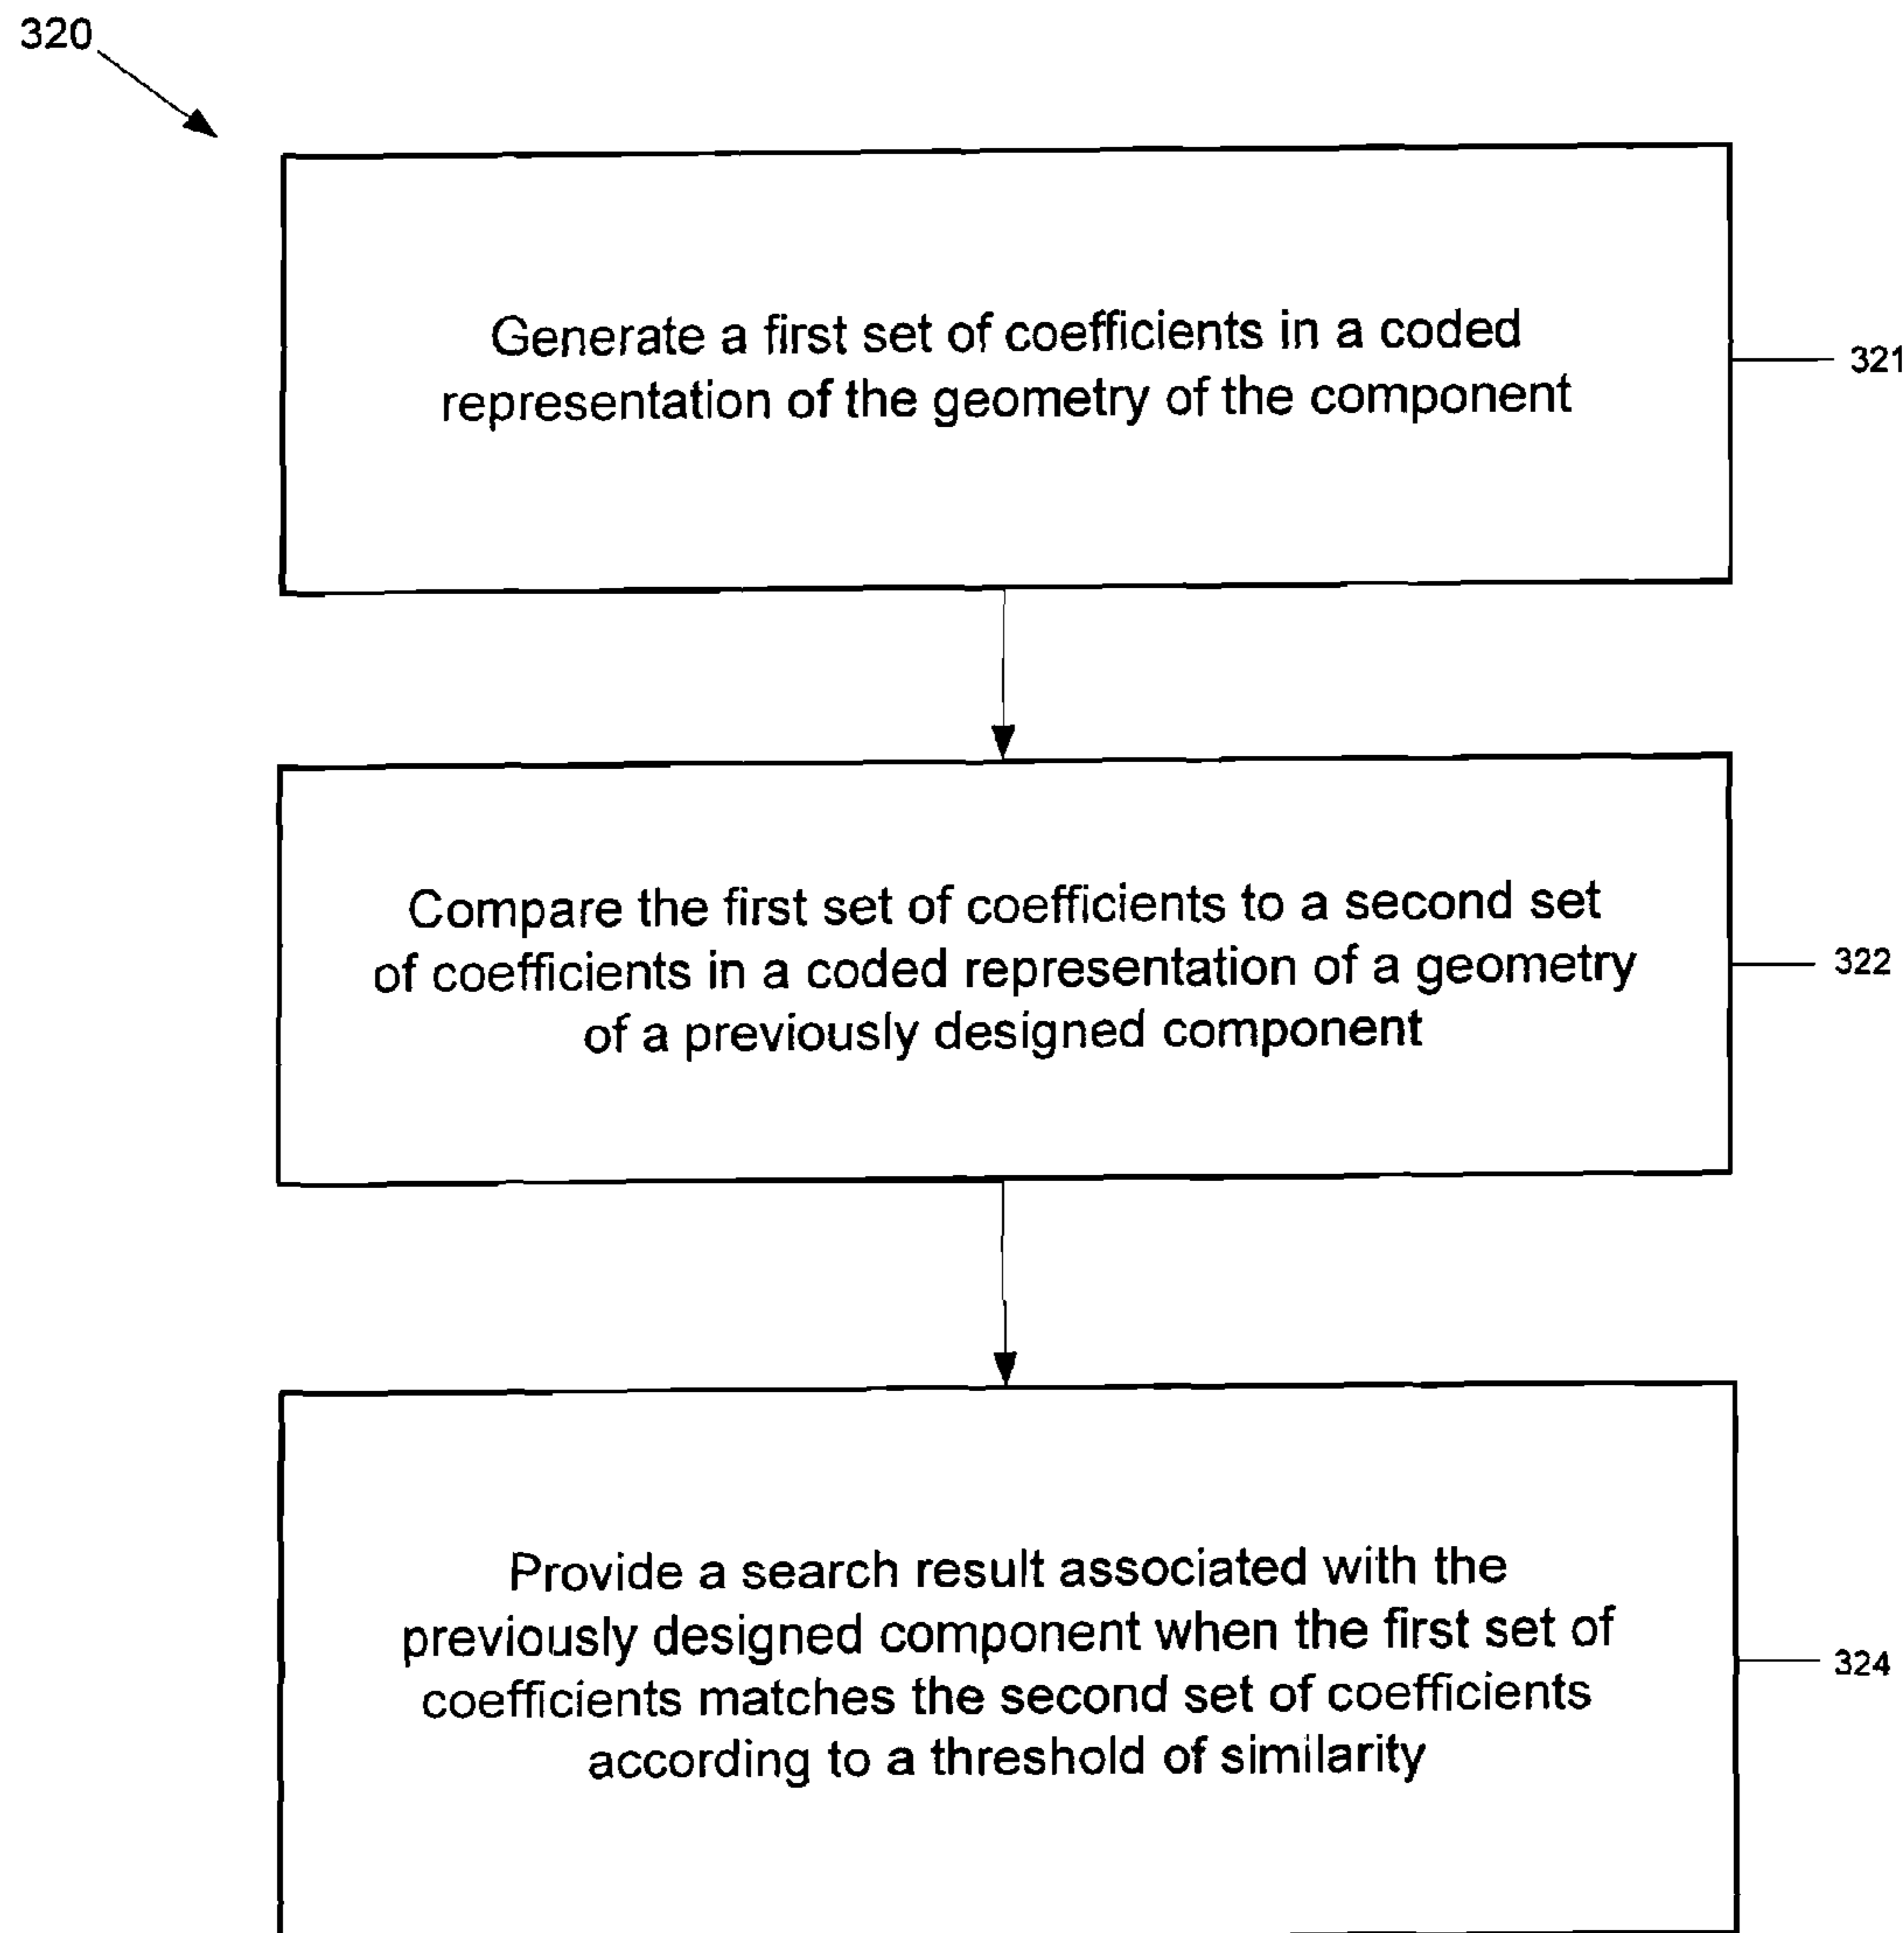 320
Generate a first set of coefficients in a coded
representation of the geometry of the component
321
Compare the first set of coefficients to a second set
of coefficients in a coded representation of a geometry
of a previously designed component
322
Provide a search result associated with the
previously designed component when the first set of
coefficients matches the second set of coefficients
according to a threshold of similarity
324